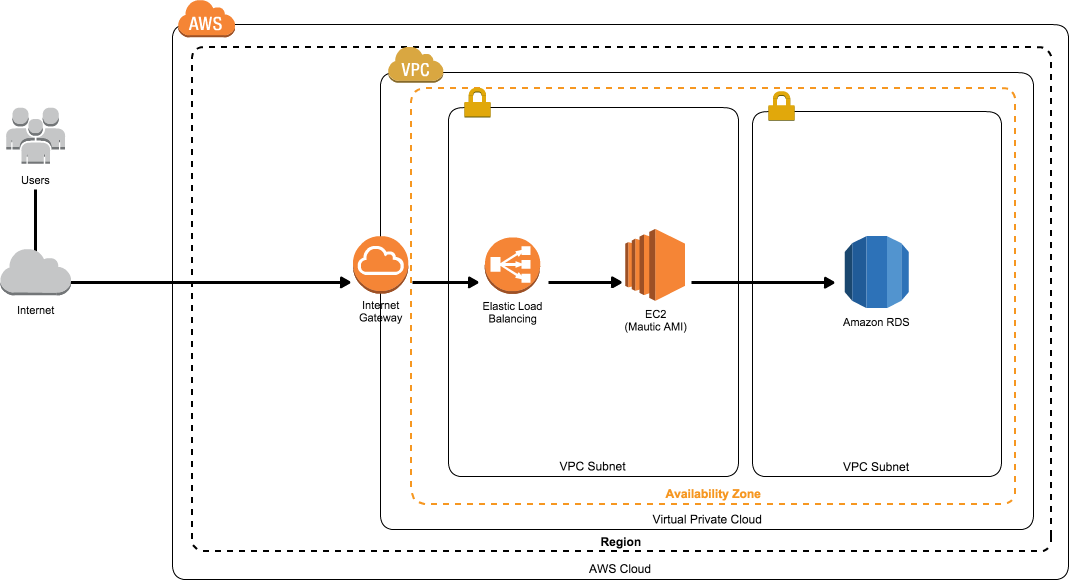 AWS
VPC
Users
Internet
Internet
Gateway
Elastic Load
Balancing
EC2
(Mautic AMI)
Amazon RDS
VPC Subnet
VPC Subnet
Availability Zone
Virtual Private Cloud
Region
AWS Cloud